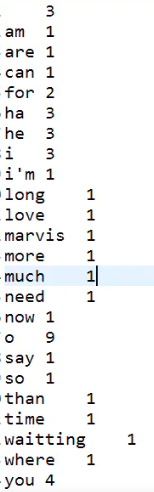 3
am 1
are 1
can 1
for 2
ha 3
he 3
i 3
i'm 1
long 1
love 1
marvis 1
more 1
much 1
need 1
now 1
o 9
say 1
so 1
than 1
time 1
waitting 1
where 1
you 4